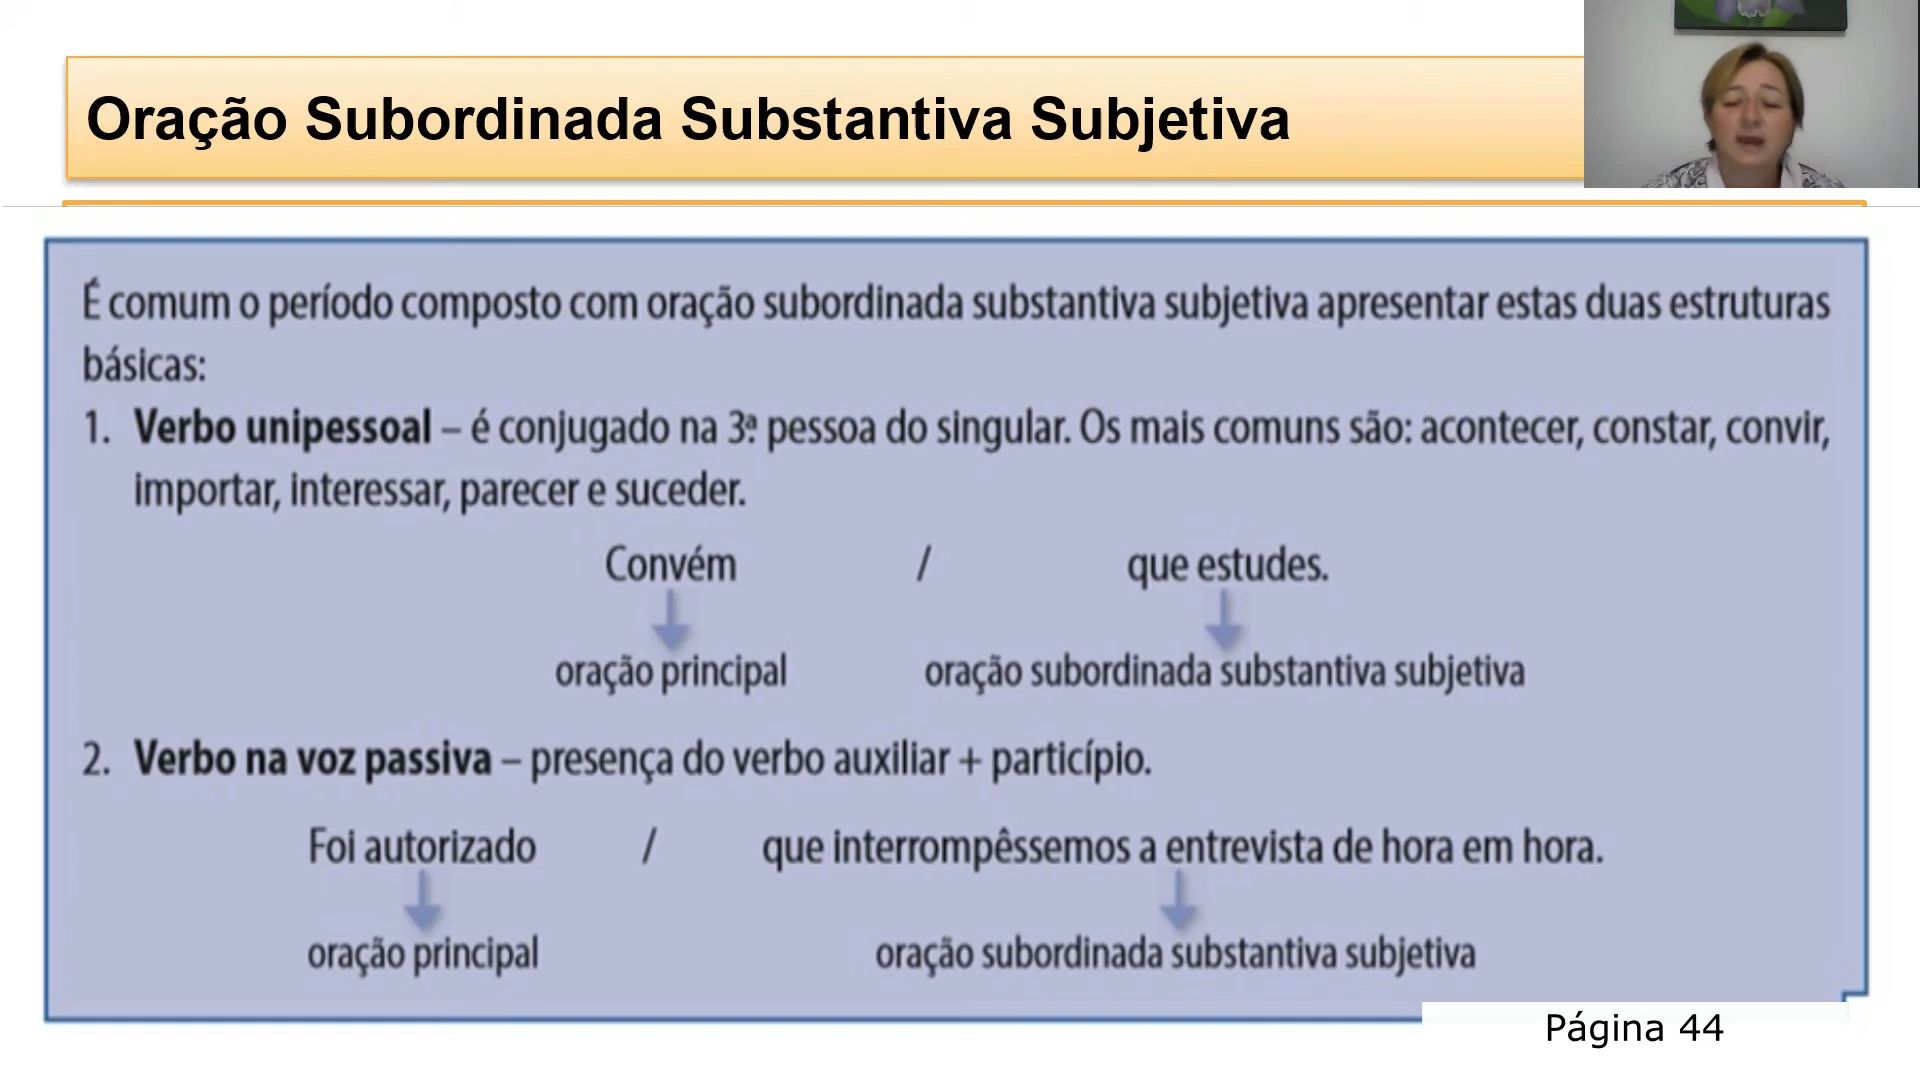 Oração Subordinada Substantiva Subjetiva
É comum o período composto com oração subordinada substantiva subjetiva apresentar estas duas estruturas
básicas:
1. Verbo unipessoal – é conjugado na 3ª pessoa do singular. Os mais comuns são: acontecer, constar, convir,
importar, interessar, parecer e suceder.
Convém / que estudes.
oração principal oração subordinada substantiva subjetiva
2. Verbo na voz passiva – presença do verbo auxiliar + particípio.
Foi autorizado / que interrompêssemos a entrevista de hora em hora.
oração principal oração subordinada substantiva subjetiva
Página 44